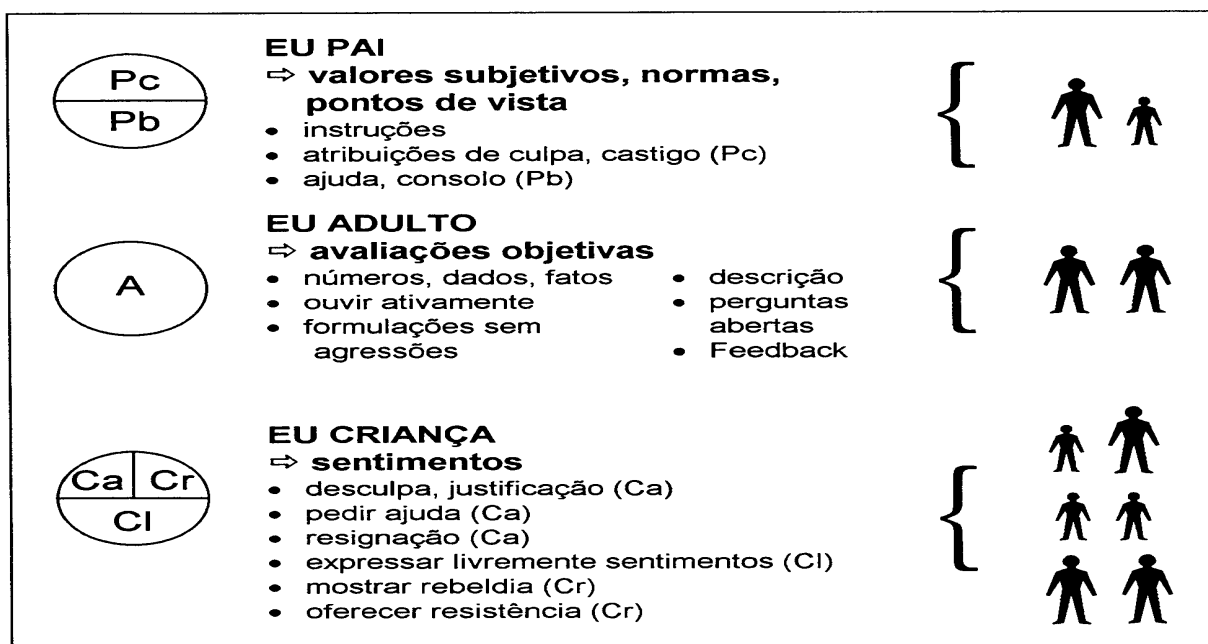 Pc
Pb
EU PAI
⇨ valores subjetivos, normas,
pontos de vista
• instruções
• atribuições de culpa, castigo (Pc)
• ajuda, consolo (Pb)
A
EU ADULTO
⇨ avaliações objetivas
• números, dados, fatos
• ouvir ativamente
• formulações sem
agressões
• descrição
• perguntas
abertas
• Feedback
Ca Cr
Cl
EU CRIANÇA
⇨ sentimentos
• desculpa, justificação (Ca)
• pedir ajuda (Ca)
• resignação (Ca)
• expressar livremente sentimentos (Cl)
• mostrar rebeldia (Cr)
• oferecer resistência (Cr)